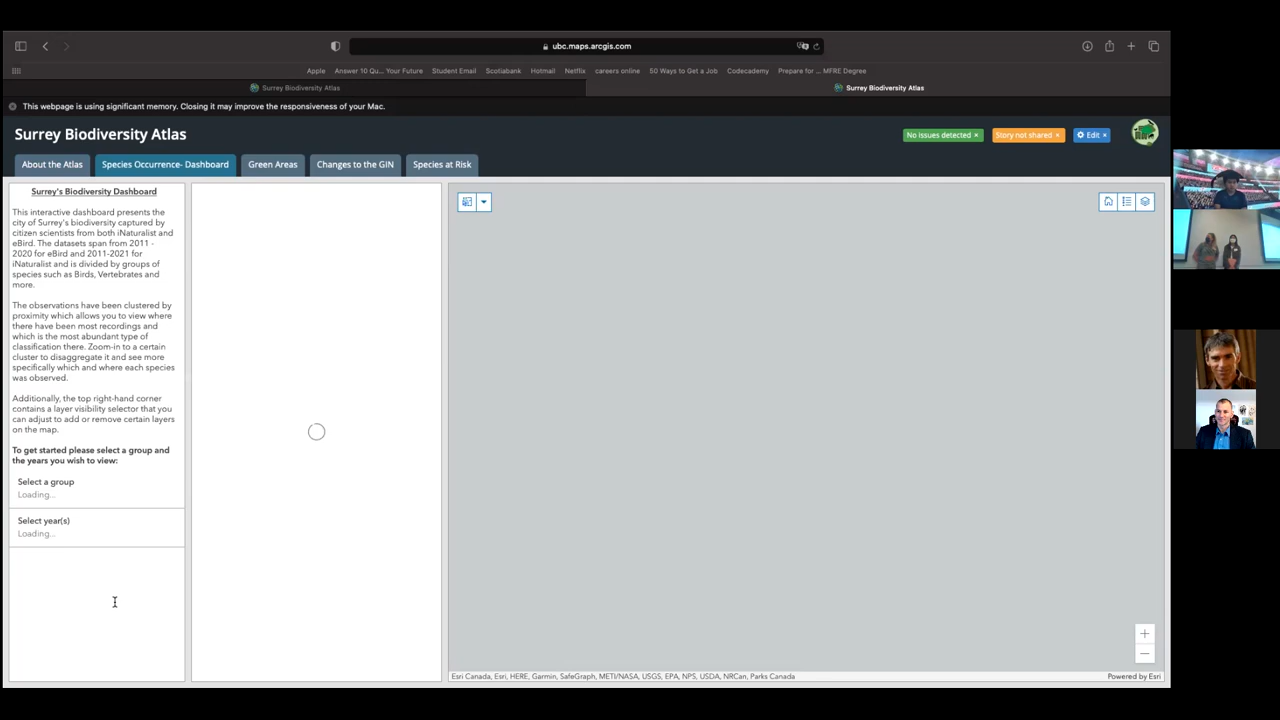 ubc.maps.arcgis.com
Apple Answer 10 Qu... Your Future Student Email Scotiabank Hotmail Netflix careers online 50 Ways to Get a Job Codecademy Prepare for ... MFRE Degree
Surrey Biodiversity Atlas Surrey Biodiversity Atlas
This webpage is using significant memory. Closing it may improve the responsiveness of your Mac.
Surrey Biodiversity Atlas
No issues detected × Story not shared × Edit ×
About the Atlas Species Occurrence- Dashboard Green Areas Changes to the GIN Species at Risk
Surrey's Biodiversity Dashboard
This interactive dashboard presents the
city of Surrey's biodiversity captured by
citizen scientists from both iNaturalist and
eBird. The datasets span from 2011 -
2020 for eBird and 2011-2021 for
iNaturalist and is divided by groups of
species such as Birds, Vertebrates and
more.
The observations have been clustered by
proximity which allows you to view where
there have been most recordings and
which is the most abundant type of
classification there. Zoom-in to a certain
cluster to disaggregate it and see more
specifically which and where each species
was observed.
Additionally, the top right-hand corner
contains a layer visibility selector that you
can adjust to add or remove certain layers
on the map.
To get started please select a group and
the years you wish to view:
Select a group
Loading...
Select year(s)
Loading...
Esri Canada, Esri, HERE, Garmin, SafeGraph, METI/NASA, USGS, EPA, NPS, USDA, NRCan, Parks Canada Powered by Esri